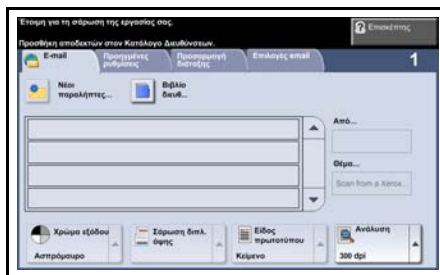 Έτοιμη για τη σάρωση της εργασίας σας.
Επισκέπτης
Προσθήκη αποδεκτών στον Κατάλογο Διευθύνσεων.
E-mail
Προηγμένες ρυθμίσεις
Προσαρμογή διάταξης
Επιλογές email
1
Νέοι παραλήπτες...
Βιβλίο διευθ...
Από...
Θέμα...
Scan from a Xerox...
Χρώμα εξόδου
Ασπρόμαυρο
Σάρωση διπλ. όψης
Είδος πρωτοτύπου
Κείμενο
Ανάλυση
300 dpi